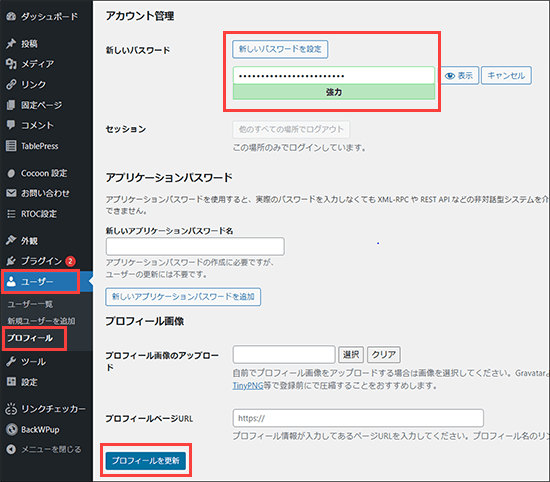 ダッシュボード
投稿
メディア
リンク
固定ページ
コメント
TablePress
Cocoon 設定
お問い合わせ
RTOC設定
外観
プラグイン 2
ユーザー
ユーザー一覧
新規ユーザーを追加
プロフィール
ツール
設定
リンクチェッカー
BackWPup
メニューを閉じる
アカウント管理
新しいパスワード
新しいパスワードを設定
••••••••••••••••••••••••
表示
キャンセル
強力
セッション
他のすべての場所でログアウト
この場所のみでログインしています。
アプリケーションパスワード
アプリケーションパスワードを使用すると、実際のパスワードを入力しなくても XML-RPC や REST API などの非対話型システムを介
できません。
新しいアプリケーションパスワード名
アプリケーションパスワードの作成に必要ですが、
ユーザーの更新には不要です。
新しいアプリケーションパスワードを追加
プロフィール画像
プロフィール画像のアップロー
ド
選択
クリア
自前でプロフィール画像をアップロードする場合は画像を選択してください。Gravatar
TinyPNG等で登録前にで圧縮することをおすすめします。
プロフィールページURL
https://
プロフィール情報が入力してあるページURLを入力してください。プロフィール名のリン
プロフィールを更新